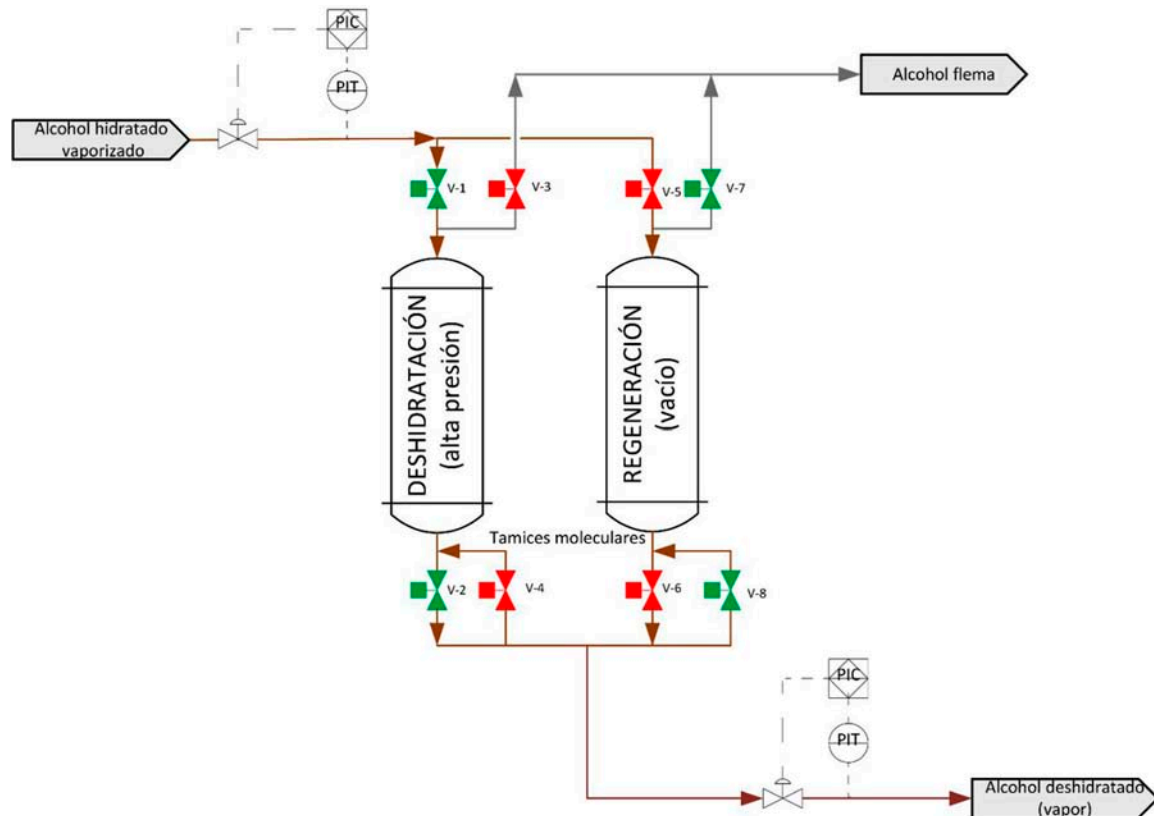 PIC
PIT
Alcohol flema
Alcohol hidratado
vaporizado
V-1
V-3
V-5
V-7
DESHIDRATACIÓN
(alta presión)
REGENERACIÓN
(vacío)
Tamices moleculares
V-2
V-4
V-6
V-8
PIC
PIT
Alcohol deshidratado
(vapor)